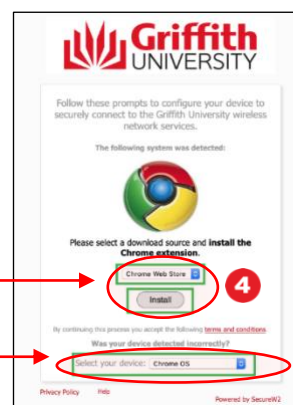 Griffith
UNIVERSITY
Follow these prompts to configure your device to
securely connect to the Griffith University wireless
network services.
The following system was detected:
Please select a download source and install the
Chrome extension.
Chrome Web Store
4
Install
By continuing this process you accept the following terms and conditions
Was your device detected incorrectly?
Select your device: Chrome OS
Privacy Policy Help
Powered by SecureW2